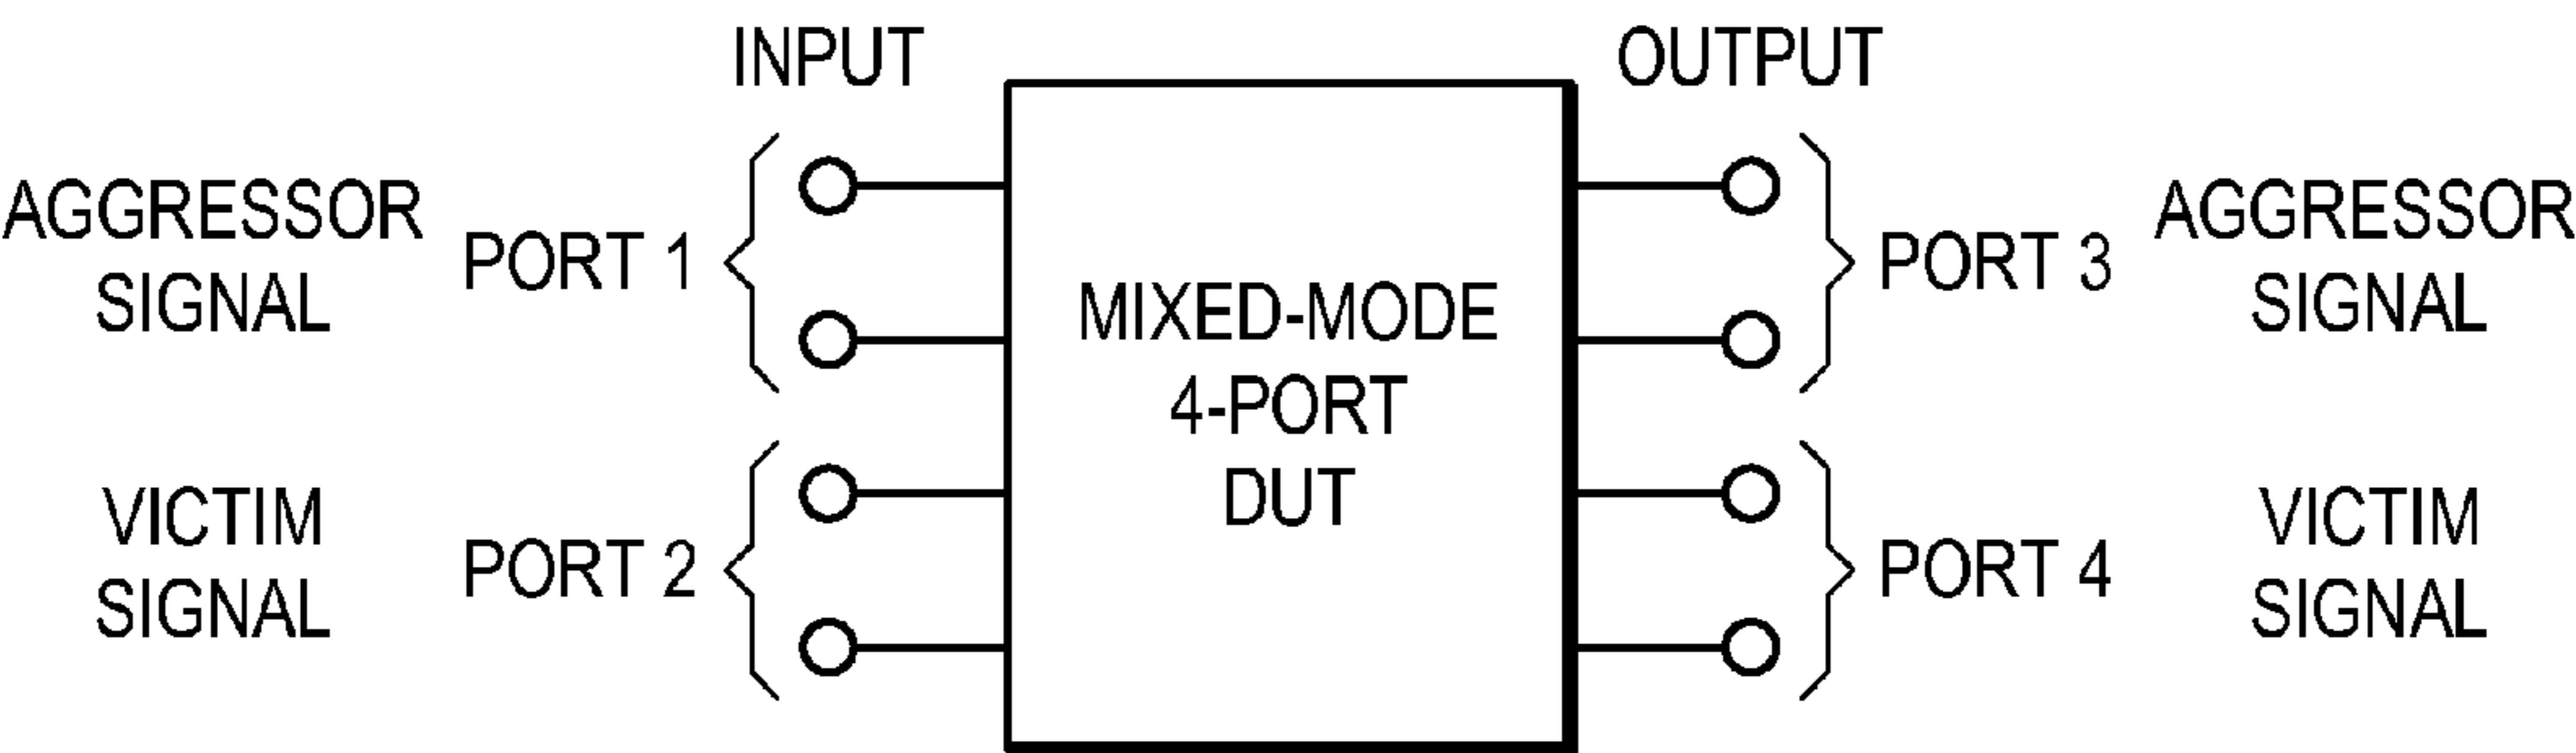 INPUT
OUTPUT
AGGRESSOR
SIGNAL
PORT 1
MIXED-MODE
4-PORT
DUT
PORT 3
AGGRESSOR
SIGNAL
VICTIM
SIGNAL
PORT 2
PORT 4
VICTIM
SIGNAL